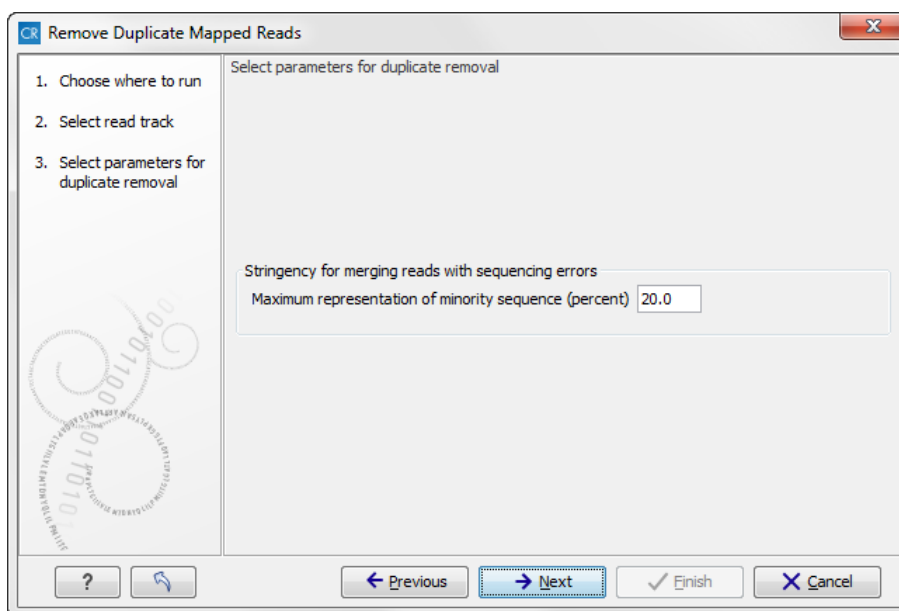 CR Remove Duplicate Mapped Reads
1. Choose where to run
2. Select read track
3. Select parameters for
duplicate removal
Select parameters for duplicate removal
Stringency for merging reads with sequencing errors
Maximum representation of minority sequence (percent) 20.0
? Previous Next Finish Cancel